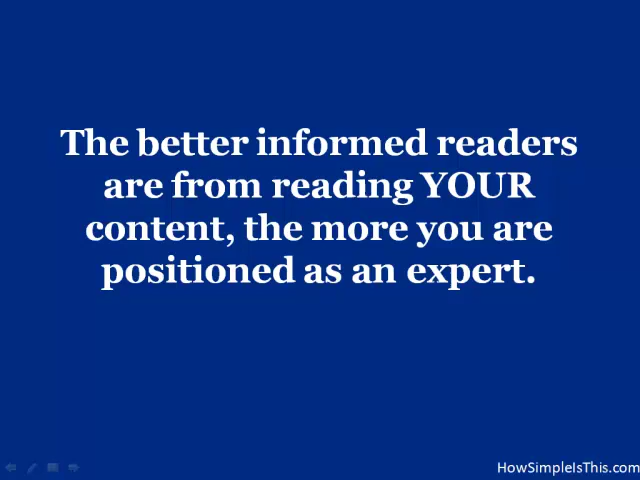 The better informed readers
are from reading YOUR
content, the more you are
positioned as an expert.
HowSimpleIsThis.com